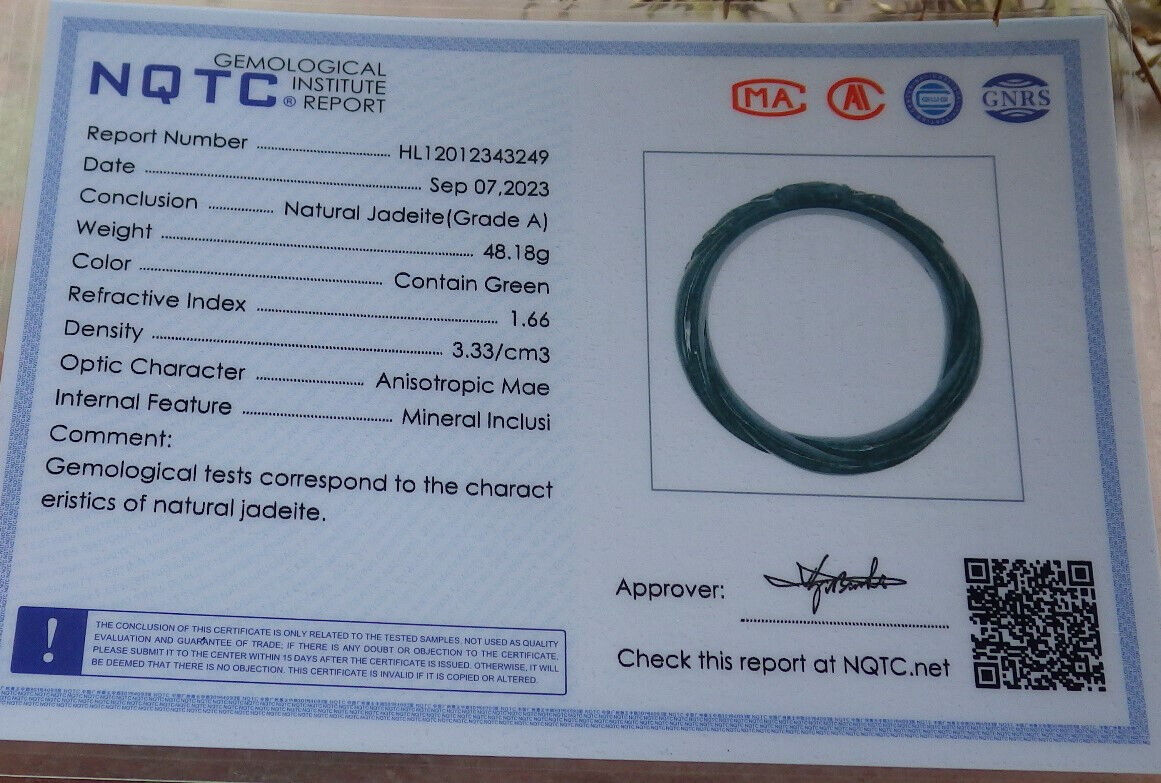 NQTC® GEMOLOGICAL INSTITUTE REPORT
MA
GNRS
Report Number ........ HL12012343249
Date ........ Sep 07,2023
Conclusion ........ Natural Jadeite(Grade A)
Weight ........ 48.18g
Color ........ Contain Green
Refractive Index ........ 1.66
Density ........ 3.33/cm3
Optic Character ........ Anisotropic Mae
Internal Feature ........ Mineral Inclusi
Comment:
Gemological tests correspond to the charact
eristics of natural jadeite.
! THE CONCLUSION OF THIS CERTIFICATE IS ONLY RELATED TO THE TESTED SAMPLES, NOT USED AS QUALITY
EVALUATION AND GUARANTEE OF TRADE; IF THERE IS ANY DOUBT OR OBJECTION TO THE CERTIFICATE,
PLEASE SUBMIT IT TO THE CENTER WITHIN 15 DAYS AFTER THE CERTIFICATE IS ISSUED. OTHERWISE, IT WILL
BE DEEMED THAT THERE IS NO OBJECTION. THIS CERTIFICATE IS INVALID IF IT IS COPIED OR ALTERED.
Approver:
Check this report at NQTC.net